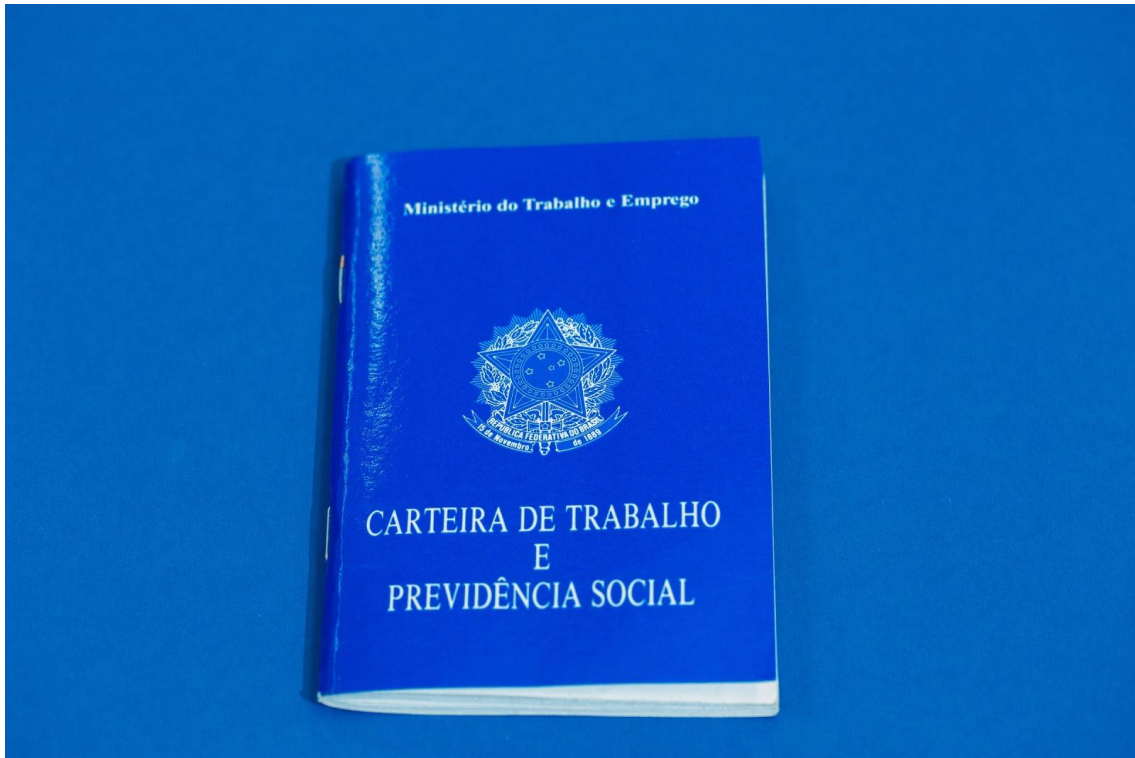 Ministério do Trabalho e Emprego
REPÚBLICA FEDERATIVA DO BRASIL
15 de Novembro de 1889
CARTEIRA DE TRABALHO
E
PREVIDÊNCIA SOCIAL